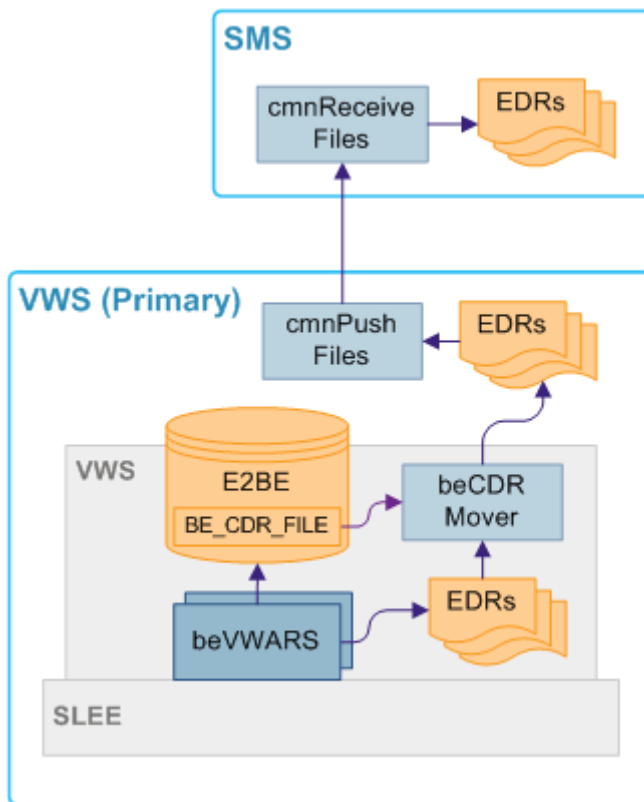 SMS
cmnReceive
Files
EDRs
VWS (Primary)
cmnPush
Files
EDRs
VWS
E2BE
BE_CDR_FILE
beCDR
Mover
beVWARS
EDRs
SLEE